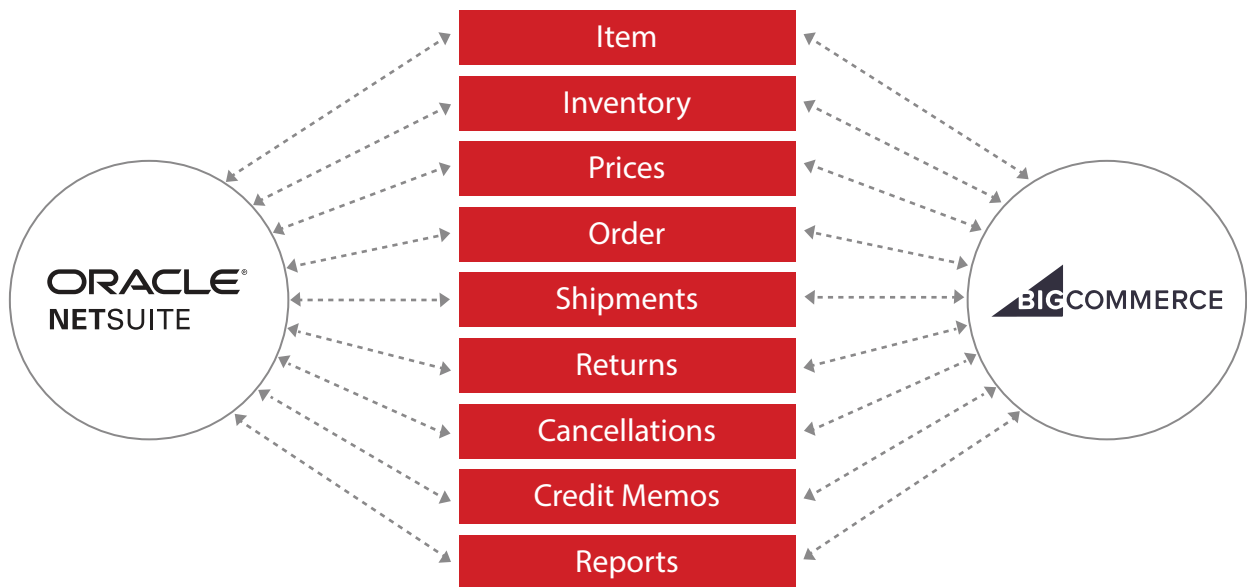 Item
Inventory
Prices
Order
Shipments
Returns
Cancellations
Credit Memos
Reports
ORACLE®
NETSUITE
BIGCOMMERCE